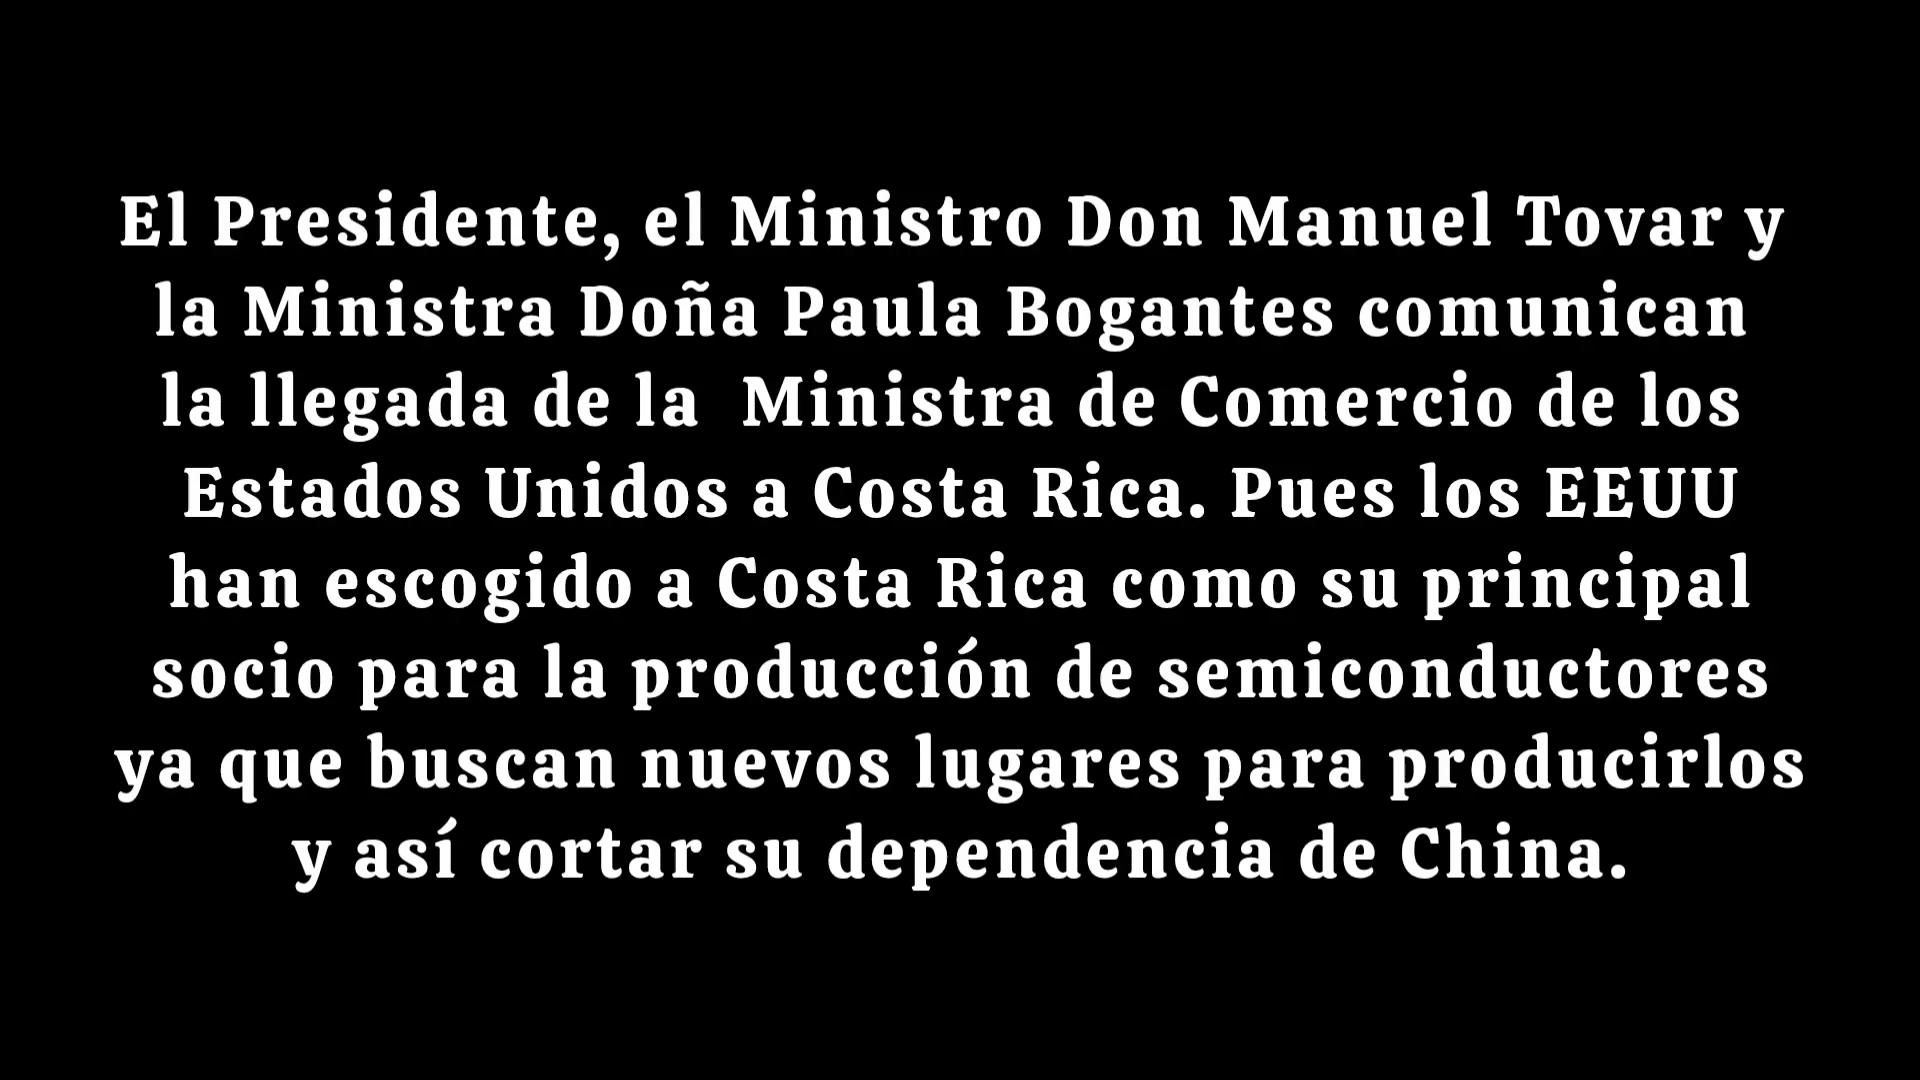 El Presidente, el Ministro Don Manuel Tovar y
la Ministra Doña Paula Bogantes comunican
la llegada de la  Ministra de Comercio de los
Estados Unidos a Costa Rica. Pues los EEUU
han escogido a Costa Rica como su principal
socio para la producción de semiconductores
ya que buscan nuevos lugares para producirlos
y así cortar su dependencia de China.